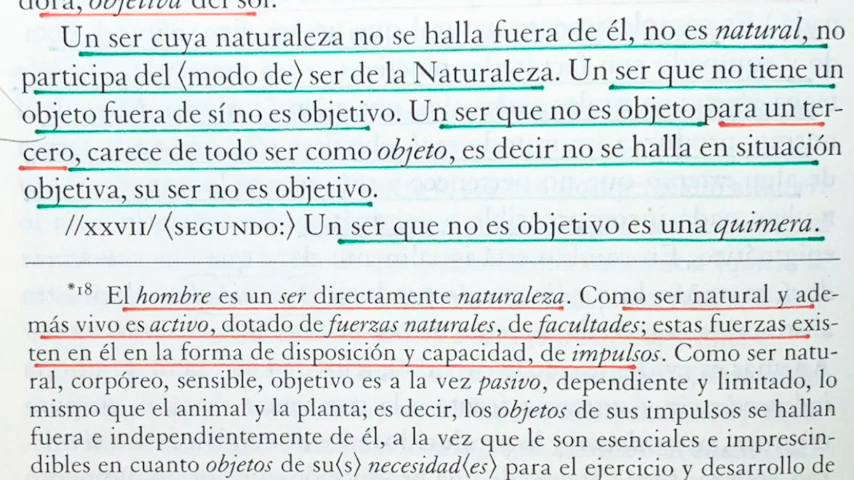 dora, objetiva del sol.
Un ser cuya naturaleza no se halla fuera de él, no es natural, no
participa del ⟨modo de⟩ ser de la Naturaleza. Un ser que no tiene un
objeto fuera de sí no es objetivo. Un ser que no es objeto para un ter-
cero, carece de todo ser como objeto, es decir no se halla en situación
objetiva, su ser no es objetivo.
//XXVII/ ⟨SEGUNDO:⟩ Un ser que no es objetivo es una quimera.
*18 El hombre es un ser directamente naturaleza. Como ser natural y ade-
más vivo es activo, dotado de fuerzas naturales, de facultades; estas fuerzas exis-
ten en él en la forma de disposición y capacidad, de impulsos. Como ser natu-
ral, corpóreo, sensible, objetivo es a la vez pasivo, dependiente y limitado, lo
mismo que el animal y la planta; es decir, los objetos de sus impulsos se hallan
fuera e independientemente de él, a la vez que le son esenciales e imprescin-
dibles en cuanto objetos de su⟨s⟩ necesidad⟨es⟩ para el ejercicio y desarrollo de